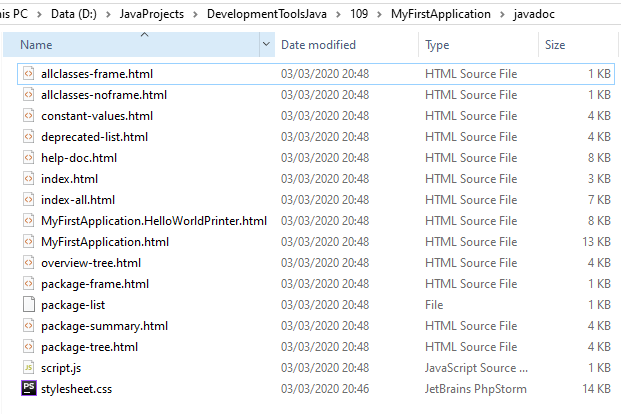 his PC > Data (D:) > JavaProjects > DevelopmentToolsJava > 109 > MyFirstApplication > javadoc
Name Date modified Type Size
allclasses-frame.html 03/03/2020 20:48 HTML Source File 1 KB
allclasses-noframe.html 03/03/2020 20:48 HTML Source File 1 KB
constant-values.html 03/03/2020 20:48 HTML Source File 4 KB
deprecated-list.html 03/03/2020 20:48 HTML Source File 4 KB
help-doc.html 03/03/2020 20:48 HTML Source File 8 KB
index.html 03/03/2020 20:48 HTML Source File 3 KB
index-all.html 03/03/2020 20:48 HTML Source File 7 KB
MyFirstApplication.HelloWorldPrinter.html 03/03/2020 20:48 HTML Source File 8 KB
MyFirstApplication.html 03/03/2020 20:48 HTML Source File 13 KB
overview-tree.html 03/03/2020 20:48 HTML Source File 4 KB
package-frame.html 03/03/2020 20:48 HTML Source File 1 KB
package-list 03/03/2020 20:48 File 1 KB
package-summary.html 03/03/2020 20:48 HTML Source File 4 KB
package-tree.html 03/03/2020 20:48 HTML Source File 4 KB
JS script.js 03/03/2020 20:48 JavaScript Source ... 1 KB
PS stylesheet.css 03/03/2020 20:46 JetBrains PhpStorm 14 KB